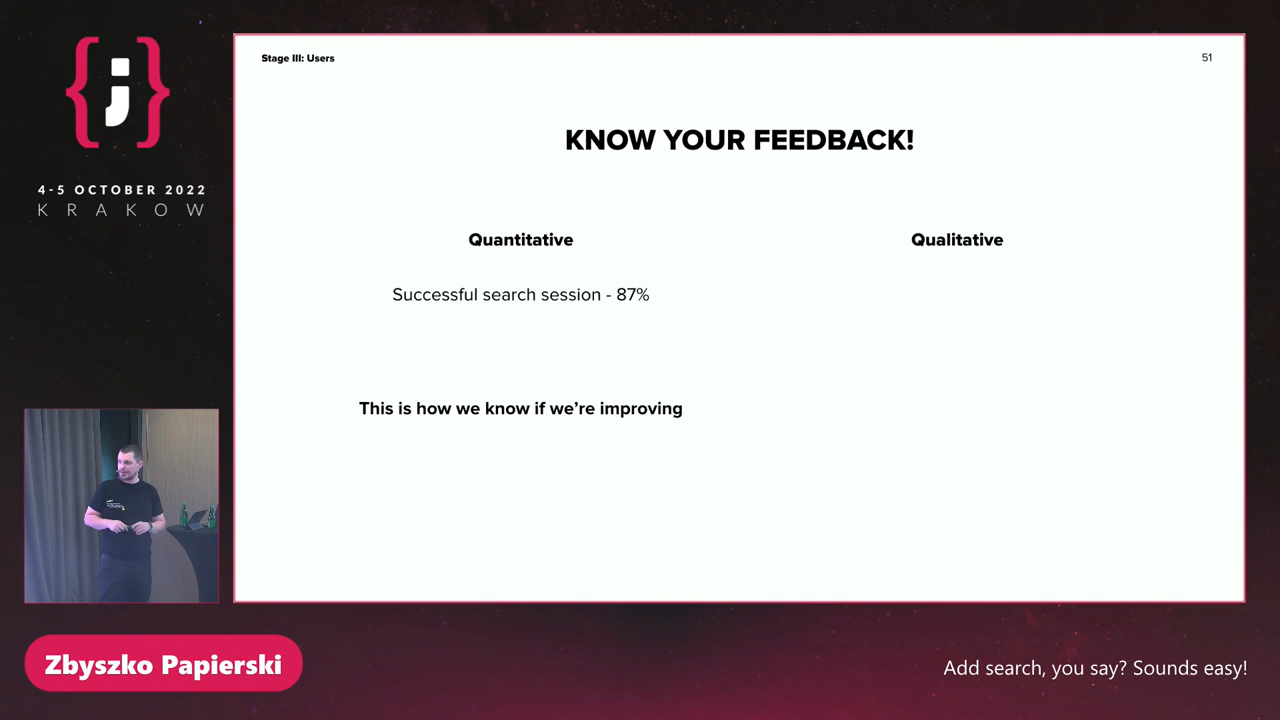 {;}
4-5 OCTOBER 2022
KRAKOW
Stage III: Users
51
KNOW YOUR FEEDBACK!
Quantitative
Qualitative
Successful search session - 87%
This is how we know if we're improving
Zbyszko Papierski
Add search, you say? Sounds easy!